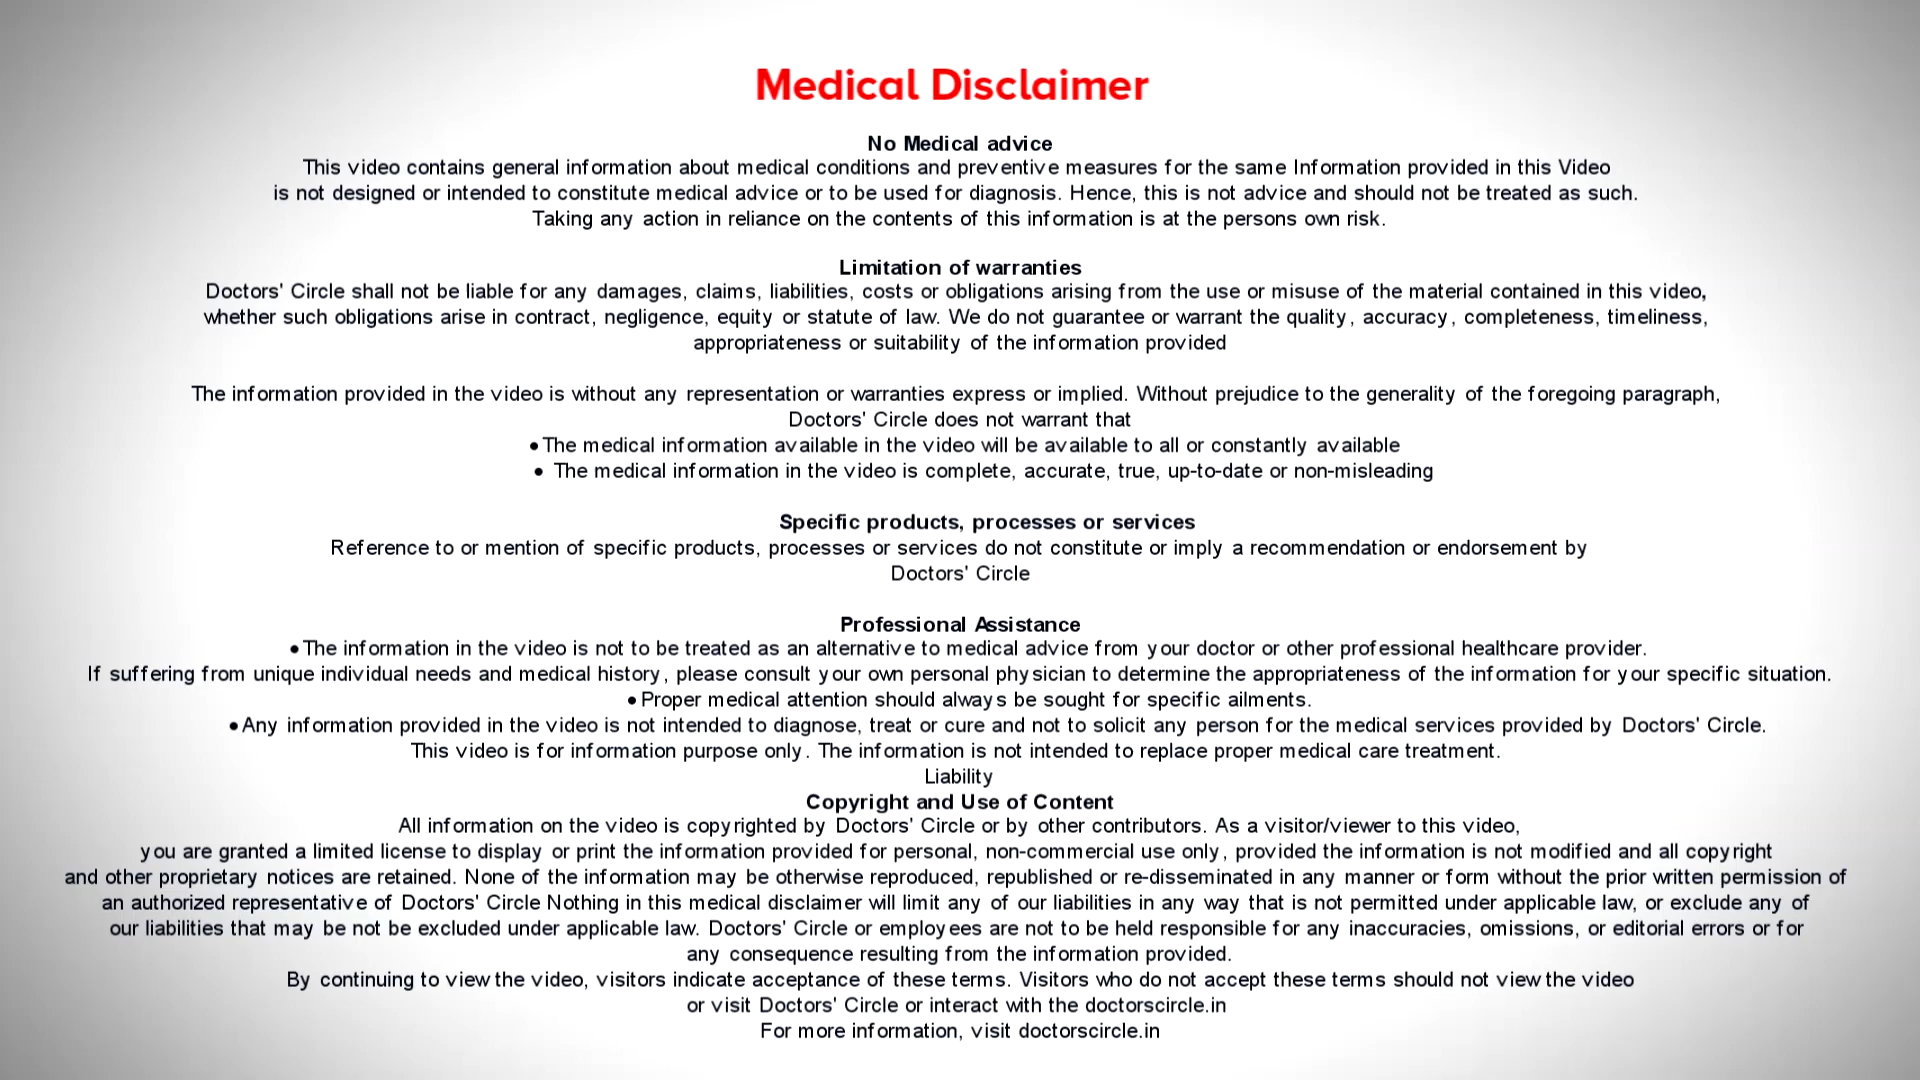 Medical Disclaimer
No Medical advice
This video contains general information about medical conditions and preventive measures for the same Information provided in this Video
is not designed or intended to constitute medical advice or to be used for diagnosis. Hence, this is not advice and should not be treated as such.
Taking any action in reliance on the contents of this information is at the persons own risk.
Limitation of warranties
Doctors' Circle shall not be liable for any damages, claims, liabilities, costs or obligations arising from the use or misuse of the material contained in this video,
whether such obligations arise in contract, negligence, equity or statute of law. We do not guarantee or warrant the quality, accuracy, completeness, timeliness,
appropriateness or suitability of the information provided
The information provided in the video is without any representation or warranties express or implied. Without prejudice to the generality of the foregoing paragraph,
Doctors' Circle does not warrant that
• The medical information available in the video will be available to all or constantly available
• The medical information in the video is complete, accurate, true, up-to-date or non-misleading
Specific products, processes or services
Reference to or mention of specific products, processes or services do not constitute or imply a recommendation or endorsement by
Doctors' Circle
Professional Assistance
• The information in the video is not to be treated as an alternative to medical advice from your doctor or other professional healthcare provider.
If suffering from unique individual needs and medical history, please consult your own personal physician to determine the appropriateness of the information for your specific situation.
• Proper medical attention should always be sought for specific ailments.
• Any information provided in the video is not intended to diagnose, treat or cure and not to solicit any person for the medical services provided by Doctors' Circle.
This video is for information purpose only. The information is not intended to replace proper medical care treatment.
Liability
Copyright and Use of Content
All information on the video is copyrighted by Doctors' Circle or by other contributors. As a visitor/viewer to this video,
you are granted a limited license to display or print the information provided for personal, non-commercial use only, provided the information is not modified and all copyright
and other proprietary notices are retained. None of the information may be otherwise reproduced, republished or re-disseminated in any manner or form without the prior written permission of
an authorized representative of Doctors' Circle Nothing in this medical disclaimer will limit any of our liabilities in any way that is not permitted under applicable law, or exclude any of
our liabilities that may be not be excluded under applicable law. Doctors' Circle or employees are not to be held responsible for any inaccuracies, omissions, or editorial errors or for
any consequence resulting from the information provided.
By continuing to view the video, visitors indicate acceptance of these terms. Visitors who do not accept these terms should not view the video
or visit Doctors' Circle or interact with the doctorscircle.in
For more information, visit doctorscircle.in